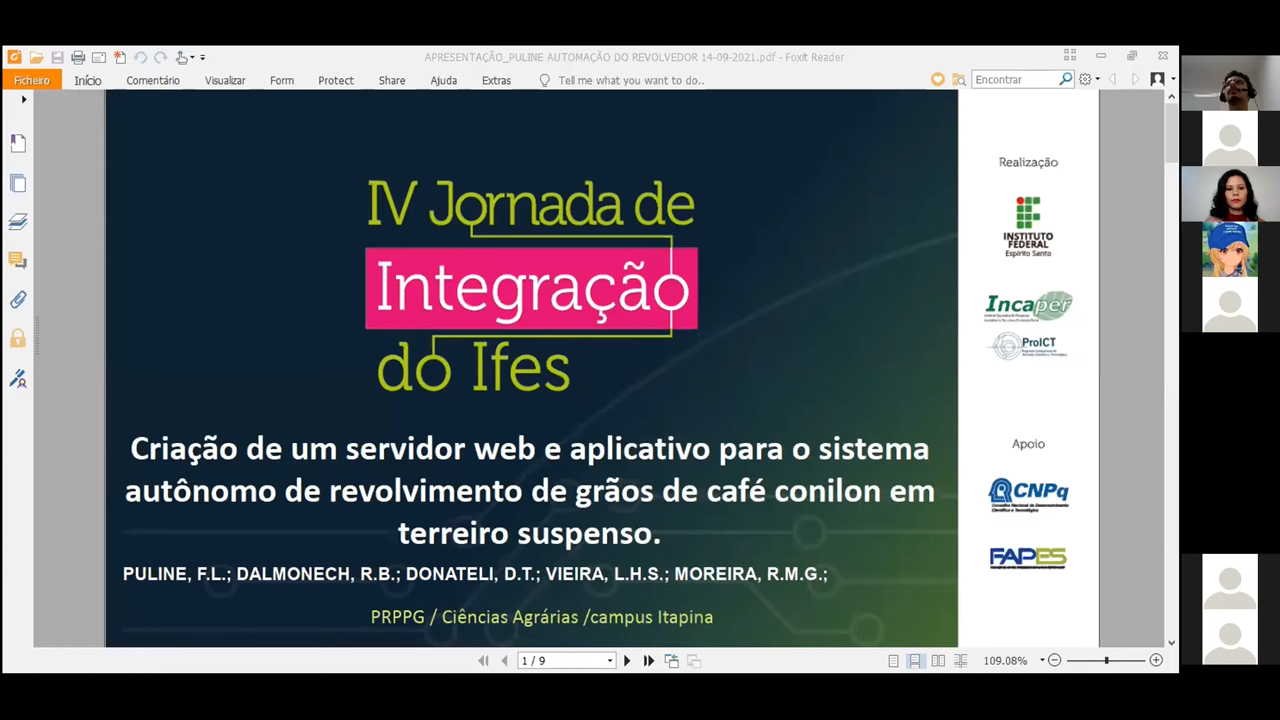 APRESENTAÇÃO_PULINE AUTOMAÇÃO DO REVOLVEDOR 14-09-2021.pdf - Foxit Reader
Ficheiro Início Comentário Visualizar Form Protect Share Ajuda Extras Tell me what you want to do.. Encontrar
IV Jornada de
Integração
do Ifes
Criação de um servidor web e aplicativo para o sistema
autônomo de revolvimento de grãos de café conilon em
terreiro suspenso.
PULINE, F.L.; DALMONECH, R.B.; DONATELI, D.T.; VIEIRA, L.H.S.; MOREIRA, R.M.G.;
PRPPG / Ciências Agrárias /campus Itapina
Realização
INSTITUTO
FEDERAL
Espírito Santo
Incaper
ProICT
Apoio
CNPq
FAPES
1 / 9
109.08%